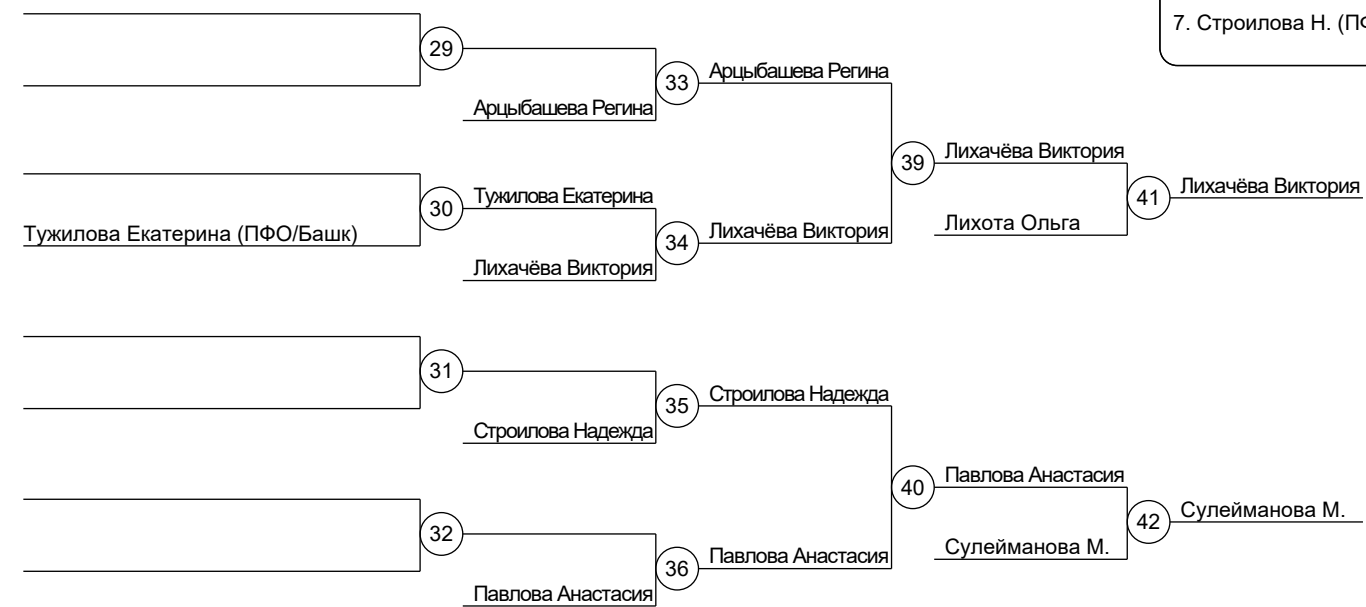 7. Строилова Н. (ПФ
29
Арцыбашева Регина
33
Арцыбашева Регина
Тужилова Екатерина (ПФО/Башк)
30
Тужилова Екатерина
Лихачёва Виктория
34
Лихачёва Виктория
39
Лихачёва Виктория
Лихота Ольга
41
Лихачёва Виктория
31
Строилова Надежда
35
Строилова Надежда
32
Павлова Анастасия
36
Павлова Анастасия
40
Павлова Анастасия
Сулейманова М.
42
Сулейманова М.